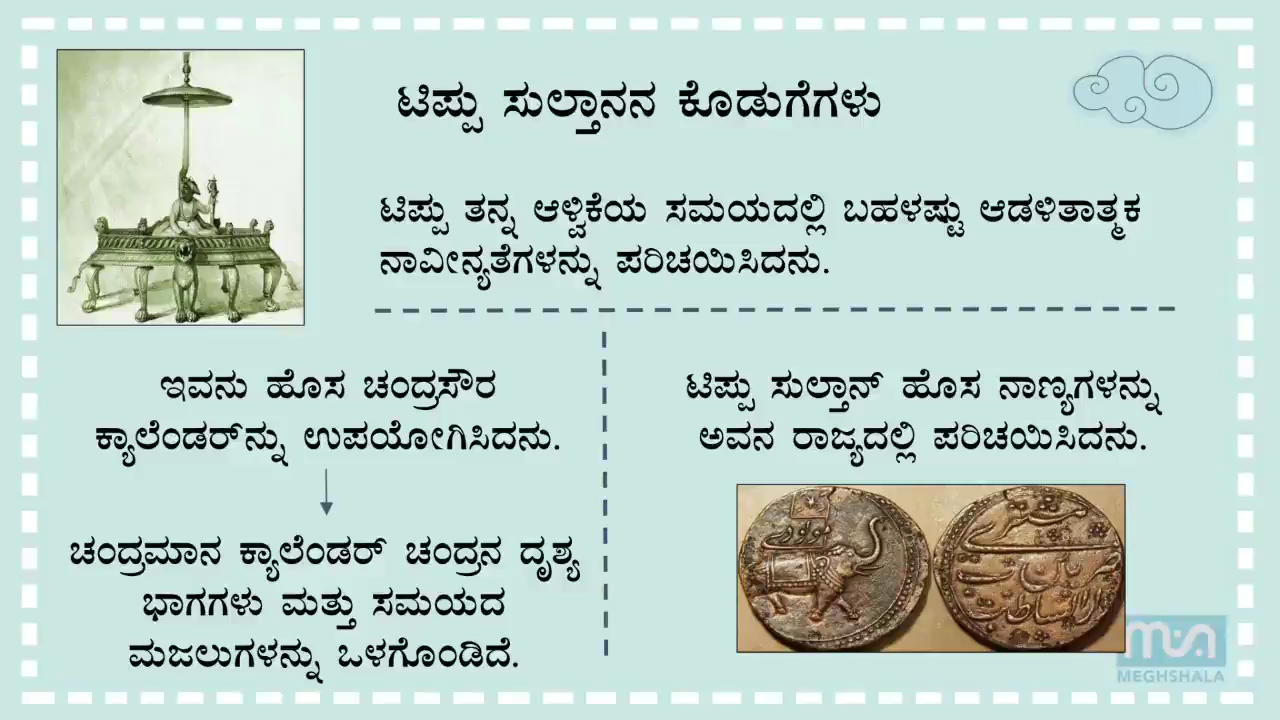 ಟಿಪ್ಪು ಸುಲ್ತಾನನ ಕೊಡುಗೆಗಳು
ಟಿಪ್ಪು ತನ್ನ ಆಳ್ವಿಕೆಯ ಸಮಯದಲ್ಲಿ ಬಹಳಷ್ಟು ಆಡಳಿತಾತ್ಮಕ
ನಾವೀನ್ಯತೆಗಳನ್ನು ಪರಿಚಯಿಸಿದನು.
ಇವನು ಹೊಸ ಚಂದ್ರಸೌರ
ಕ್ಯಾಲೆಂಡರ್‌ನ್ನು ಉಪಯೋಗಿಸಿದನು.
ಚಂದ್ರಮಾನ ಕ್ಯಾಲೆಂಡರ್ ಚಂದ್ರನ ದೃಶ್ಯ
ಭಾಗಗಳು ಮತ್ತು ಸಮಯದ
ಮಜಲುಗಳನ್ನು ಒಳಗೊಂಡಿದೆ.
ಟಿಪ್ಪು ಸುಲ್ತಾನ್ ಹೊಸ ನಾಣ್ಯಗಳನ್ನು
ಅವನ ರಾಜ್ಯದಲ್ಲಿ ಪರಿಚಯಿಸಿದನು.
MEGHSHALA